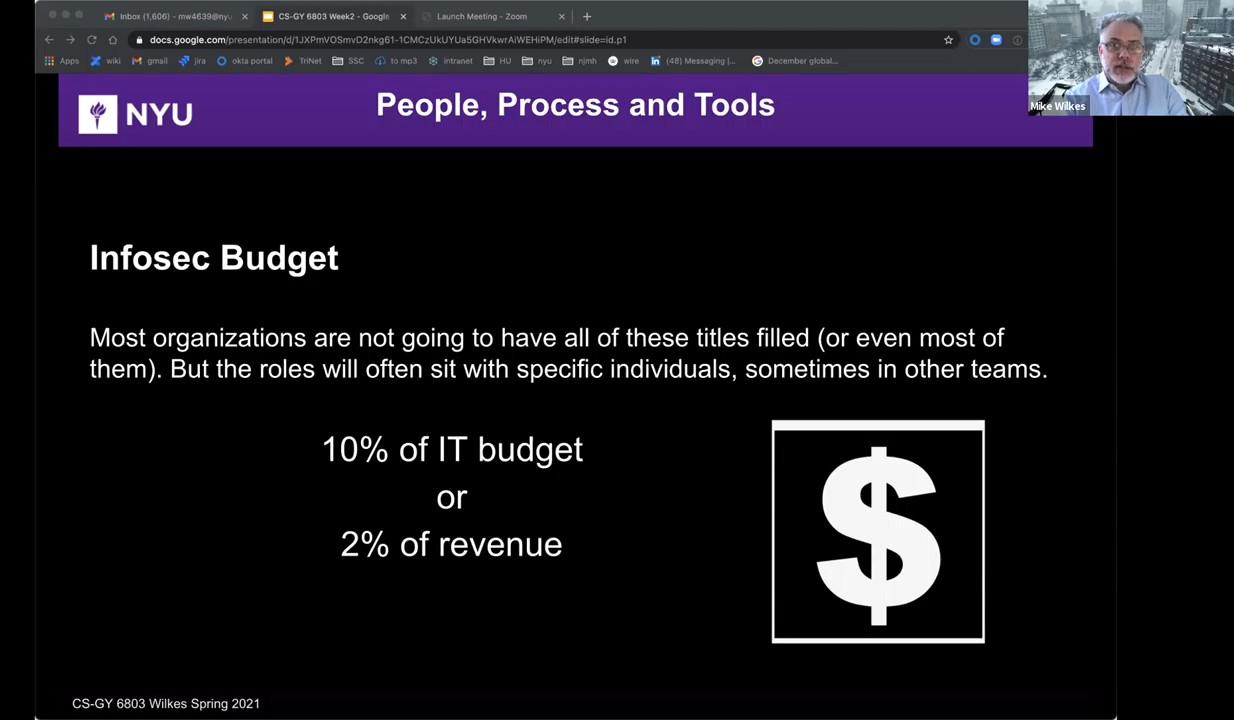 Inbox (1,606) - mw4639@nyu
CS-GY 6803 Week2 - Google
Launch Meeting - Zoom
docs.google.com/presentation/d/1JXPmVOSmvD2nkg61-1CMCzUkUYUa5GHVkwrAiWEHiPM/edit#slide=id.p1
Apps wiki gmail jira okta portal TriNet SSC to mp3 intranet HU nyu njmh wire (48) Messaging |... December global...
Mike Wilkes
NYU
People, Process and Tools
Infosec Budget
Most organizations are not going to have all of these titles filled (or even most of
them). But the roles will often sit with specific individuals, sometimes in other teams.
10% of IT budget
or
2% of revenue
$
CS-GY 6803 Wilkes Spring 2021